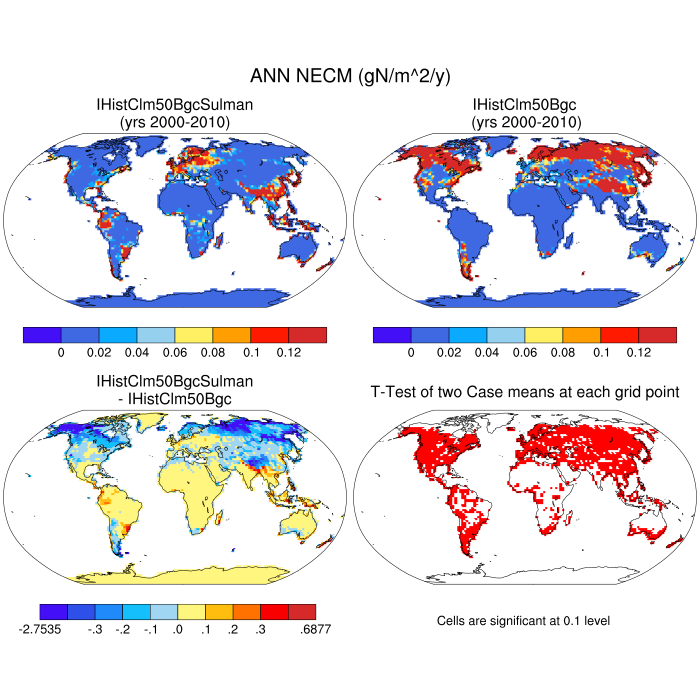 ANN NECM (gN/m^2/y)
IHistClm50BgcSulman
(yrs 2000-2010)
IHistClm50Bgc
(yrs 2000-2010)
0 0.02 0.04 0.06 0.08 0.1 0.12
0 0.02 0.04 0.06 0.08 0.1 0.12
IHistClm50BgcSulman
- IHistClm50Bgc
T-Test of two Case means at each grid point
-2.7535 -.3 -.2 -.1 .0 .1 .2 .3 .6877
Cells are significant at 0.1 level